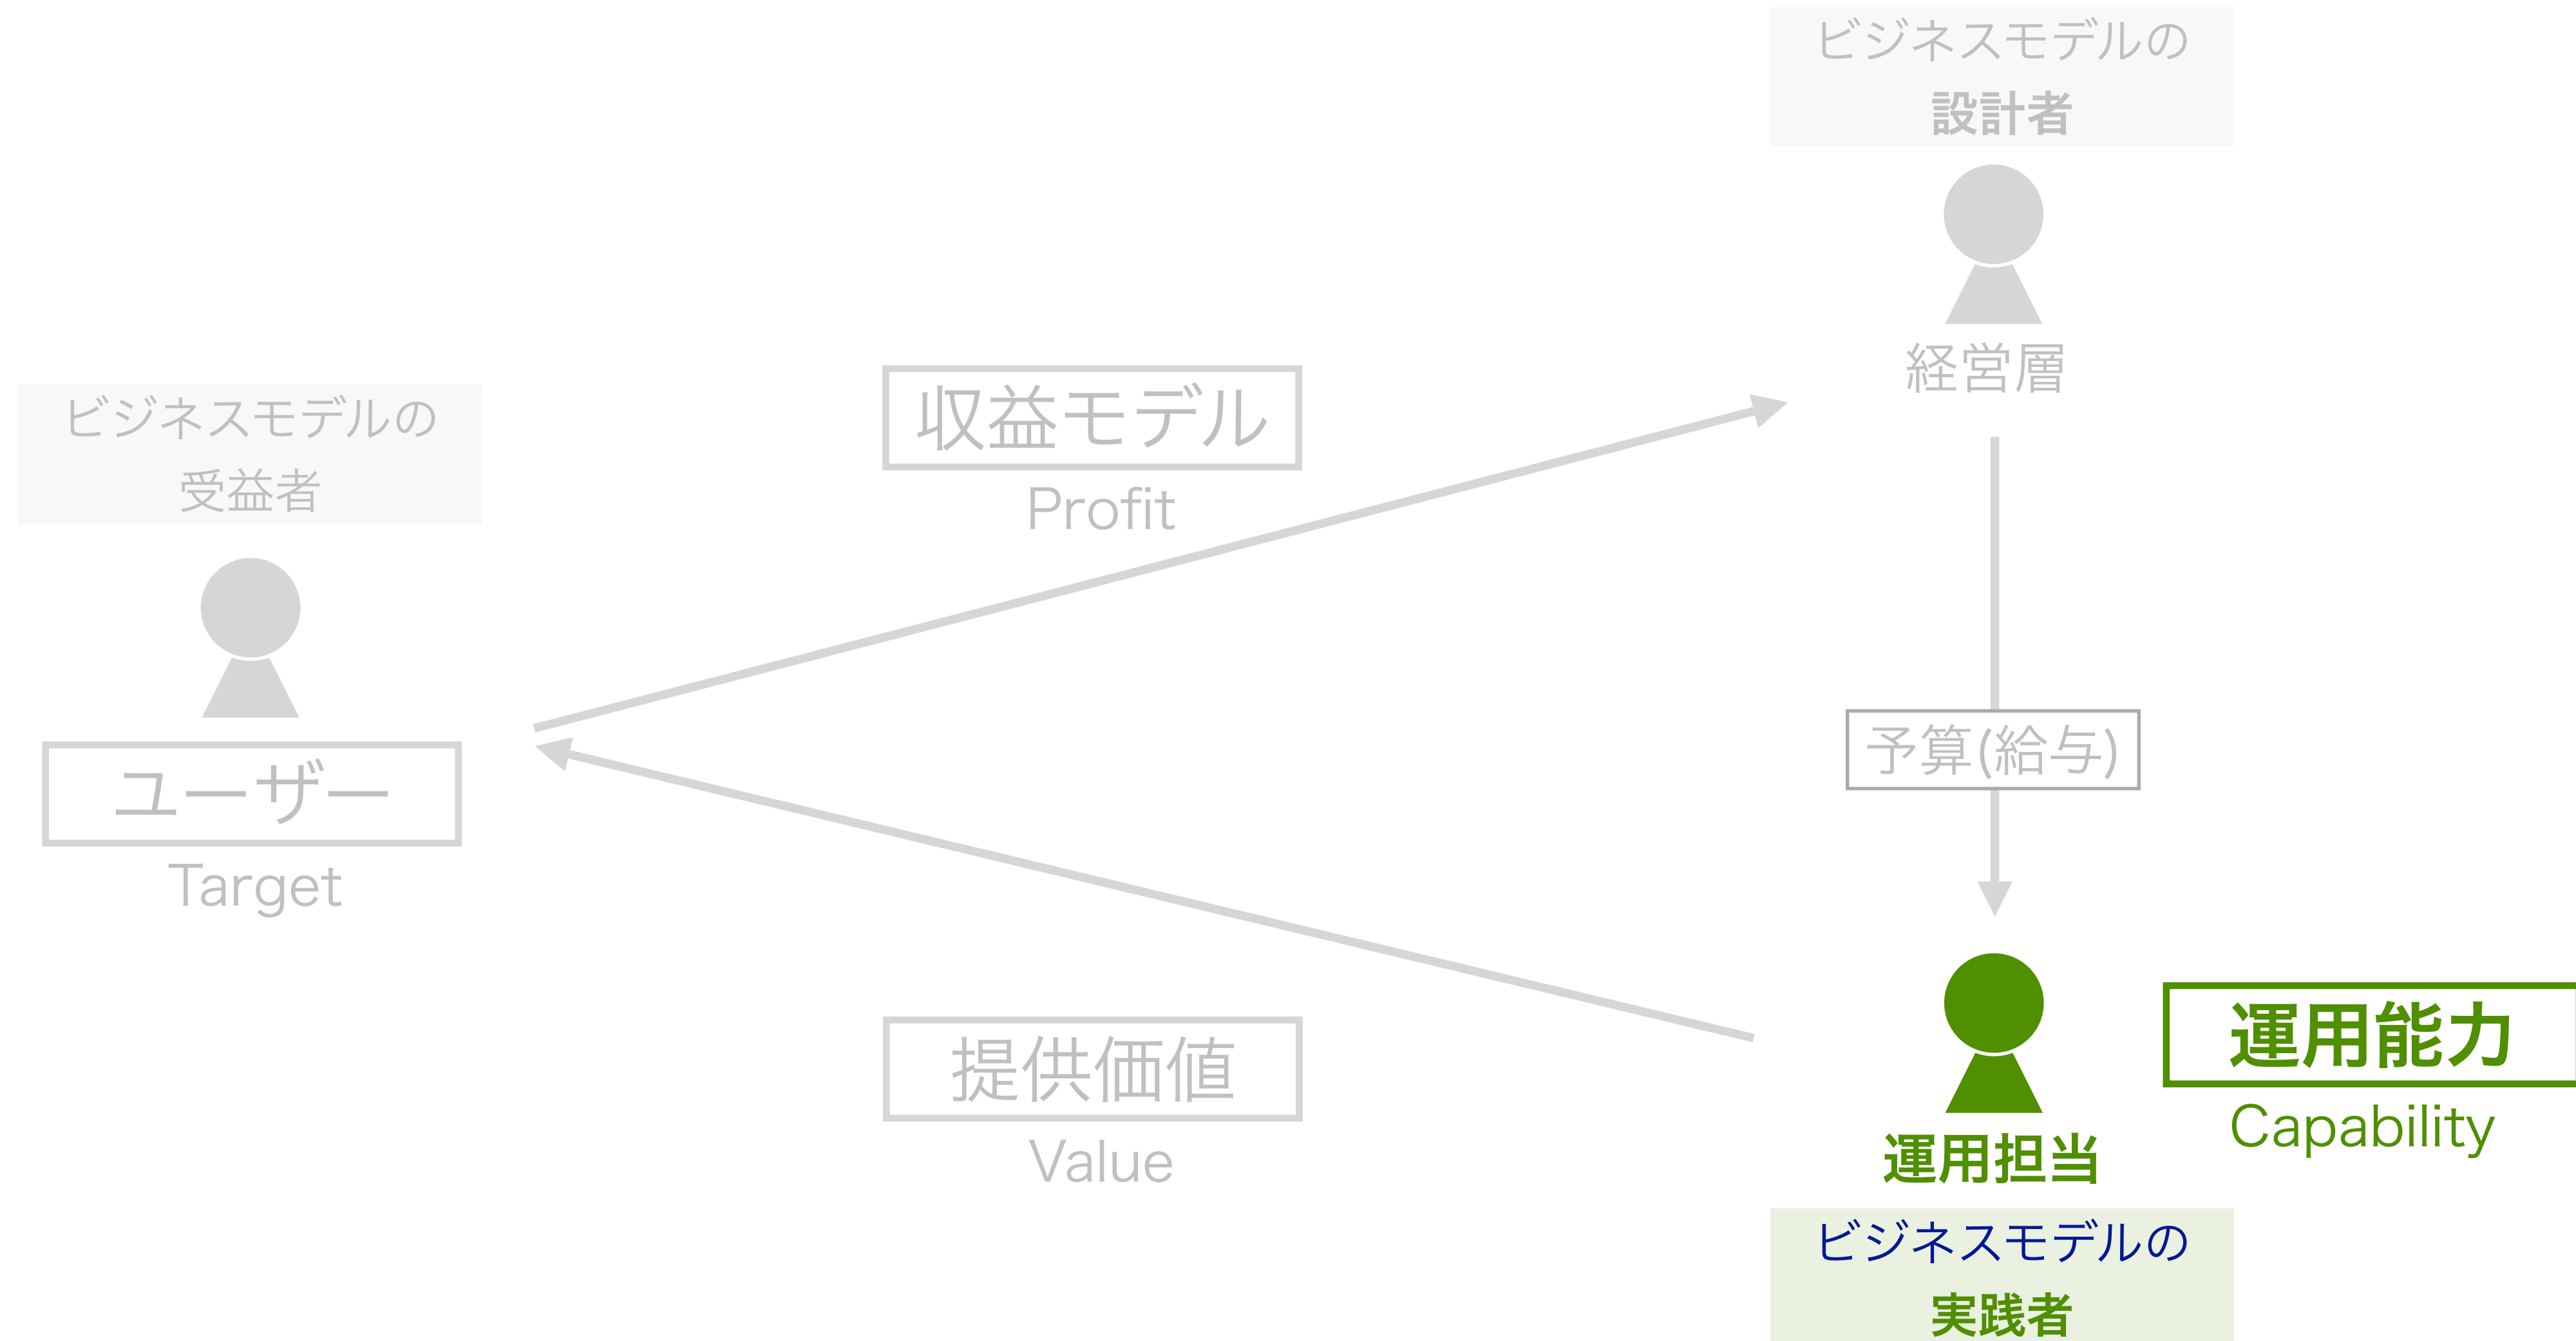 ビジネスモデルの
設計者
経営層
収益モデル
Profit
ビジネスモデルの
受益者
ユーザー
Target
予算(給与)
提供価値
Value
運用能力
Capability
運用担当
ビジネスモデルの
実践者